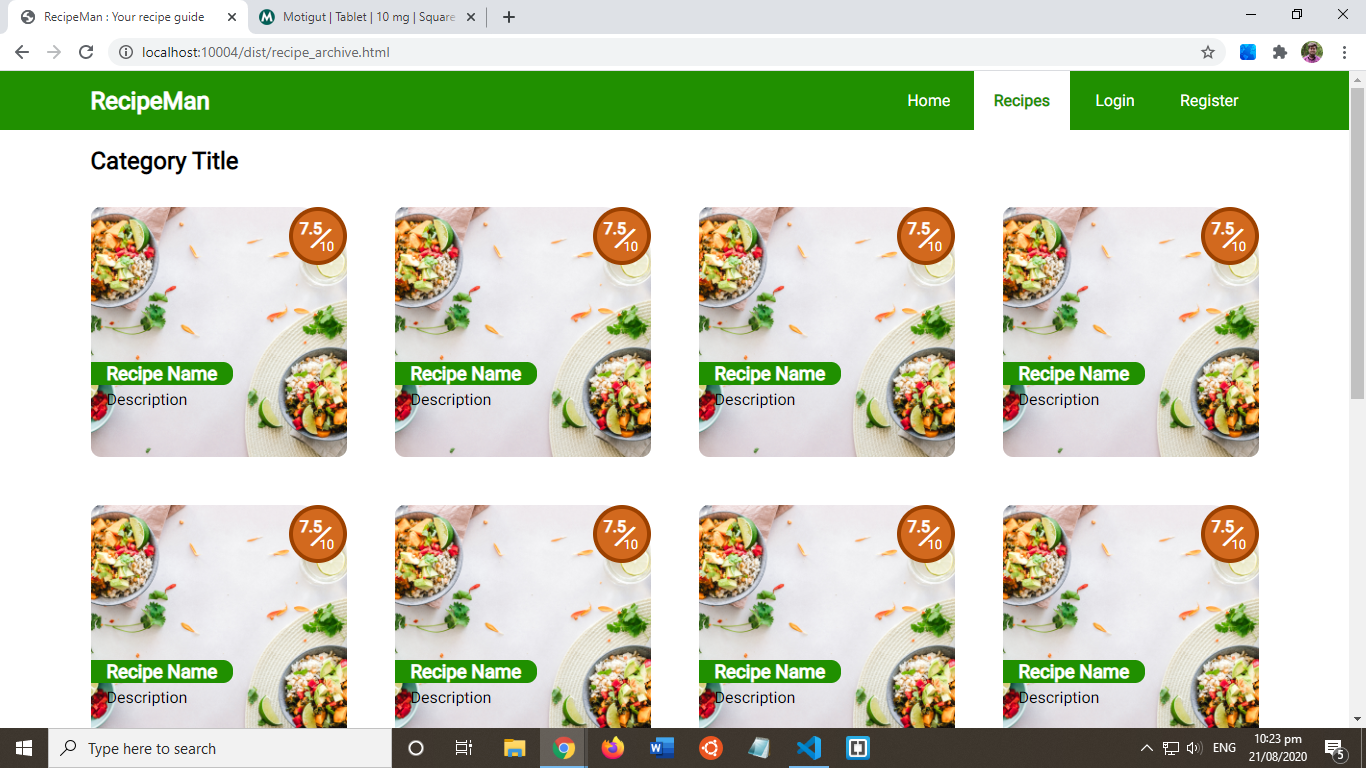 RecipeMan : Your recipe guide
Motigut | Tablet | 10 mg | Square
localhost:10004/dist/recipe_archive.html
RecipeMan
Home
Recipes
Login
Register
Category Title
7.5/10
7.5/10
7.5/10
7.5/10
Recipe Name
Recipe Name
Recipe Name
Recipe Name
Description
Description
Description
Description
7.5/10
7.5/10
7.5/10
7.5/10
Recipe Name
Recipe Name
Recipe Name
Recipe Name
Description
Description
Description
Description
Type here to search
ENG
10:23 pm
21/08/2020
5